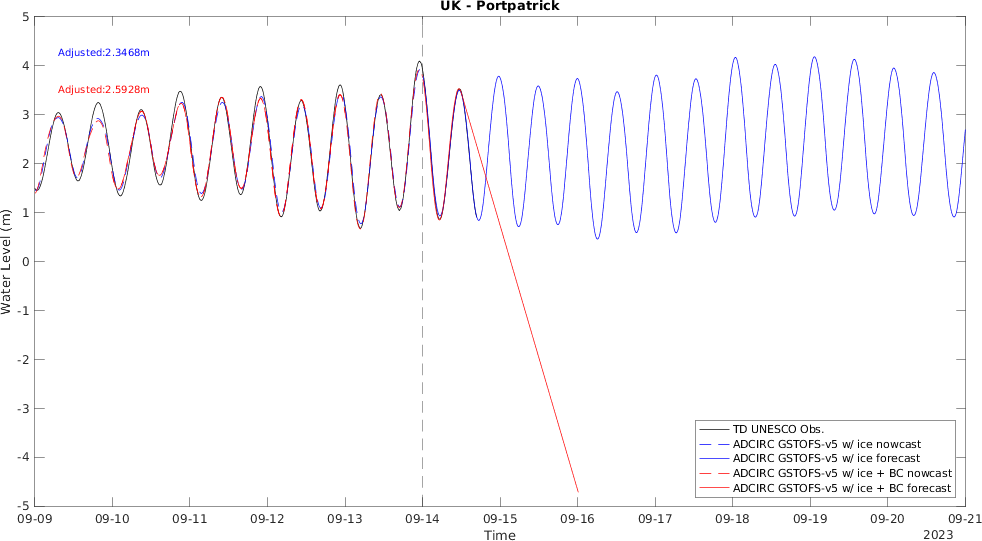 UK - Portpatrick
Adjusted:2.3468m
Adjusted:2.5928m
Water Level (m)
5
4
3
2
1
0
-1
-2
-3
-4
-5
TD UNESCO Obs.
ADCIRC GSTOFS-v5 w/ ice nowcast
ADCIRC GSTOFS-v5 w/ ice forecast
ADCIRC GSTOFS-v5 w/ ice + BC nowcast
ADCIRC GSTOFS-v5 w/ ice + BC forecast
09-09 09-10 09-11 09-12 09-13 09-14 09-15 09-16 09-17 09-18 09-19 09-20 09-21
Time
2023